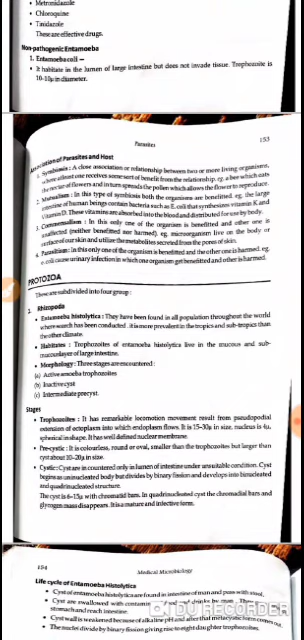 • Metronidazole
• Chloroquine
• Tinidazole
These are effective drugs.
Non-pathogenic Entamoeba
1. Entamoeba coli —
• It habitate in the lumen of large intestine but does not invade tissue. Trophozoite is
10-10μ in diameter.
Parasites
153
Association of Parasites and Host
1. Symbiosis : A close association or relationship between two or more living organisms,
where atleast one receives some sort of benefit from the relationship. eg. a bee which eats
the nectar of flowers and in turn spreads the pollen which allows the flower to reproduce.
2. Mutualism : In this type of symbiosis both the organisms are benefitted. eg. the large
intestine of human beings contain bacteria such as E. coli that synthesizes vitamin K and
Vitamin D. These vitamins are absorbed into the blood and distributed for use by body.
3. Commensalism : In this only one of the organism is benefitted and other one is
unaffected (neither benefitted nor harmed). eg. microorganism live on the body or
surface of our skin and utilize the metabolites secreted from the pores of skin.
4. Parasitism: In this only one of the organism is benefitted and the other one is harmed. eg.
e-coli cause urinary infection in which one organism get benefitted and other is harmed.
PROTOZOA
These are subdivided into four group :
1. Rhizopoda
• Entamoeba histolytica : They have been found in all population throughout the world
where search has been conducted . it is more prevalent in the tropics and sub-tropics than
the other climate.
• Habitates : Trophozoites of entamoeba histolytica live in the mucous and sub-
mucous layer of large intestine.
• Morphology : Three stages are encountered :
(a) Active amoeba trophozoites
(b) Inactive cyst
(c) Intermediate precyst.
Stages
• Trophozoites : It has remarkable locomotion movement result from pseudopodial
extension of ectoplasm into which endoplasm flows. It is 15-30μ in size, nucleus is 4μ,
spherical in shape. It has well defined nuclear membrane.
• Pre-cystic : It is colourless, round or oval, smaller than the trophozoites but larger than
cyst about 10-20μ in size.
• Cystic : Cyst are in countered only in lumen of intestine under unsuitable condition. Cyst
begins as uninucleated body but divides by binary fission and develops into binucleated
and quadrinucleated structure.
The cyst is 6-15μ with chromatid bars. In quadrinucleated cyst the chromatid bars and
glycogen mass disappears. It is a mature and infective form.
154
Medical Microbiology
Life cycle of Entamoeba Histolytica
• Cyst of entamoeba histolytica are found in intestine of man and pass with stool.
• Cyst are swallowed with contaminated food and drinks by man. They
stomach and reach intestine.
• Cyst wall is weakened because of alkaline pH and after that metacystic form comes out.
• The nuclei divide by binary fission giving rise to eight daughter trophozoites.
DU RECORDER